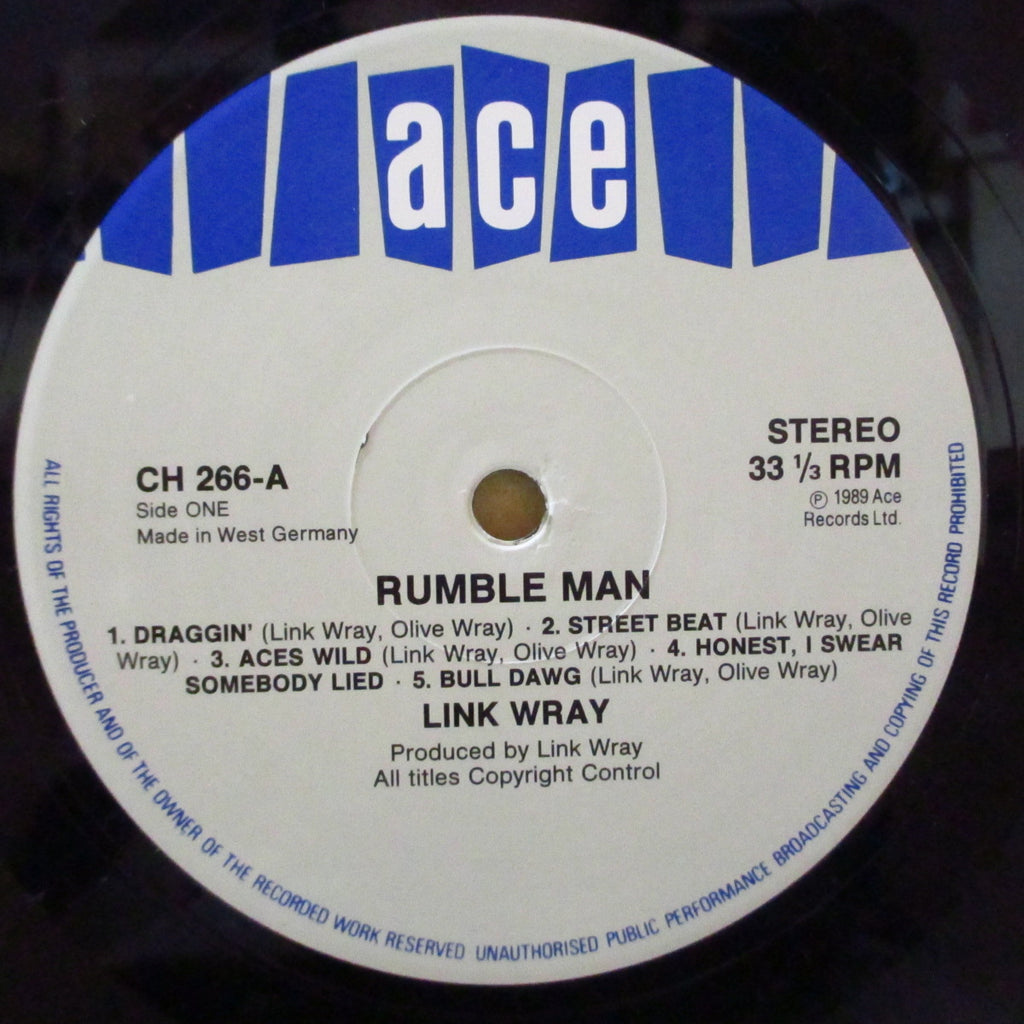 ace
STEREO
33 ⅓ RPM
℗ 1989 Ace
Records Ltd.
CH 266-A
Side ONE
Made in West Germany
RUMBLE MAN
1. DRAGGIN' (Link Wray, Olive Wray) · 2. STREET BEAT (Link Wray, Olive
Wray) · 3. ACES WILD (Link Wray, Olive Wray) · 4. HONEST, I SWEAR
SOMEBODY LIED · 5. BULL DAWG (Link Wray, Olive Wray)
LINK WRAY
Produced by Link Wray
All titles Copyright Control
ALL RIGHTS OF THE PRODUCER AND OF THE OWNER OF THE RECORDED WORK RESERVED UNAUTHORISED PUBLIC PERFORMANCE BROADCASTING AND COPYING OF THIS RECORD PROHIBITED